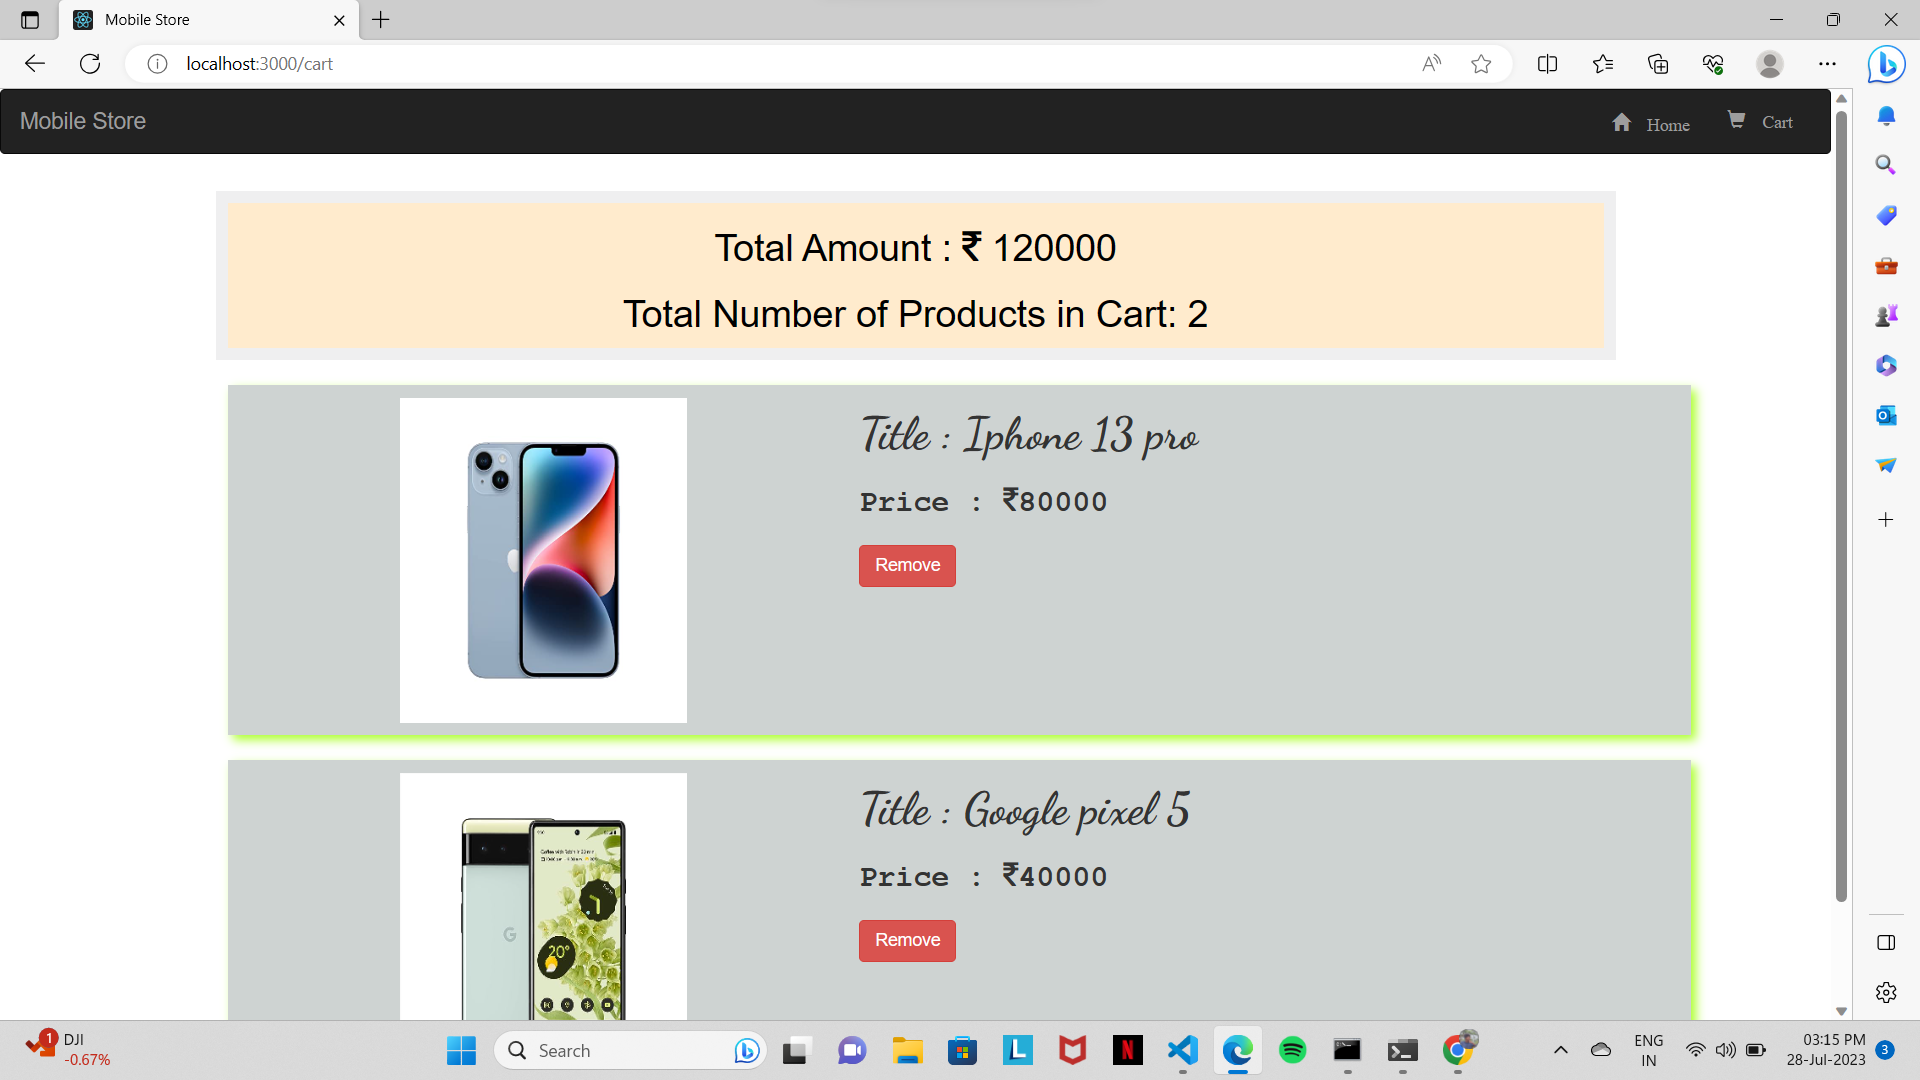 Mobile Store
localhost:3000/cart
Mobile Store
Home
Cart
Total Amount : ₹ 120000
Total Number of Products in Cart: 2
Title : Iphone 13 pro
Price : ₹80000
Remove
Title : Google pixel 5
Price : ₹40000
Remove
20°
G
1
DJI
-0.67%
Search
L
N
ENG
IN
03:15 PM
28-Jul-2023
3